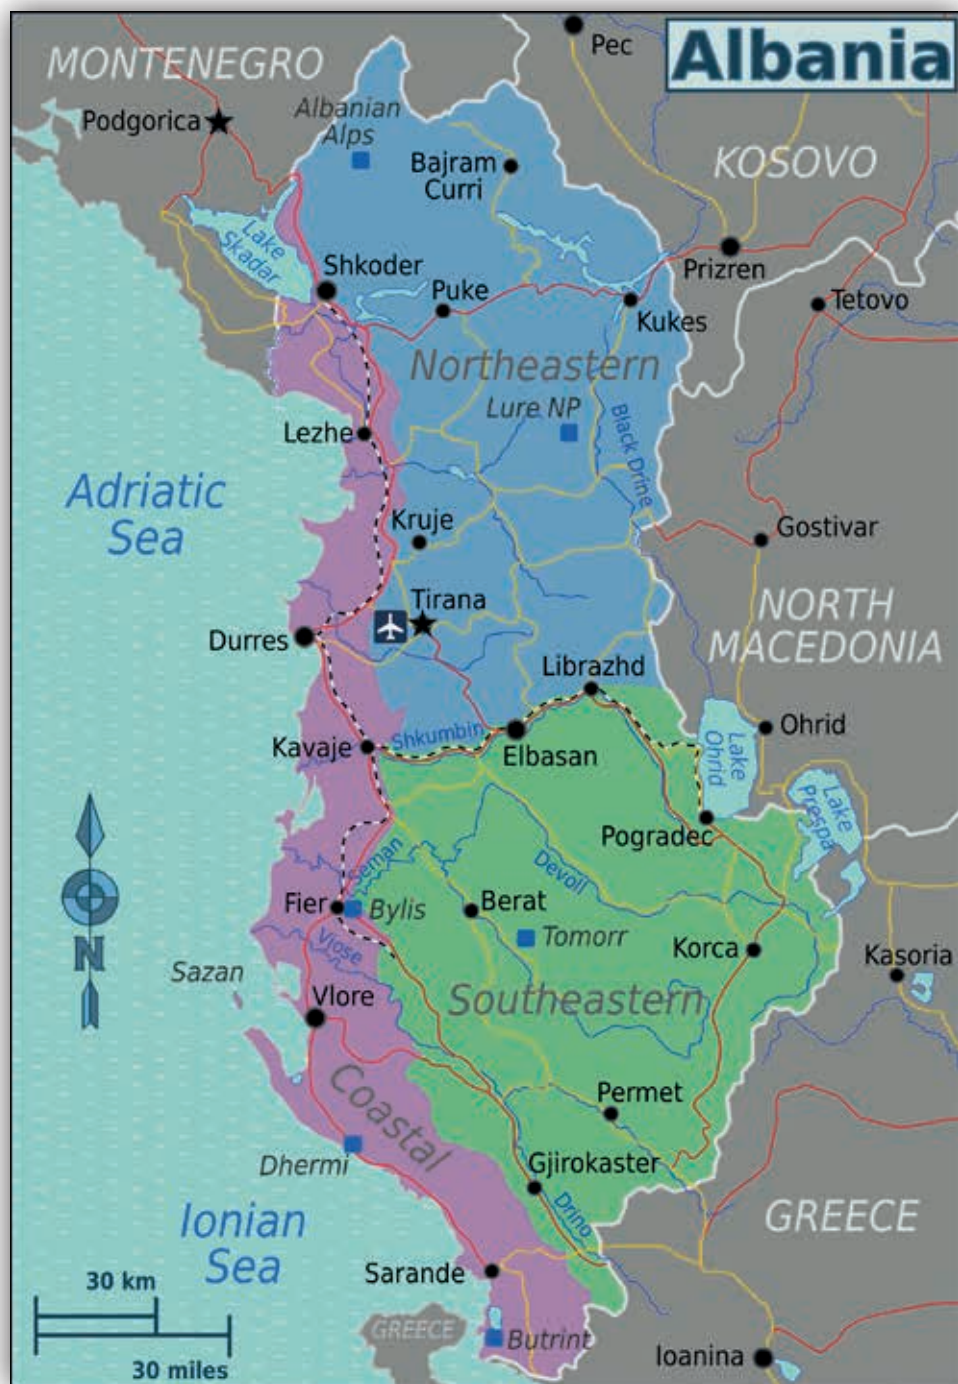 Albania
Pec
MONTENEGRO
Podgorica
Albanian
Alps
Bajram
Curri
KOSOVO
Lake
Skadar
Shkoder
Puke
Prizren
Kukes
Tetovo
Northeastern
Lure NP
Black Drine
Lezhe
Adriatic
Sea
Kruje
Gostivar
Tirana
NORTH
MACEDONIA
Durres
Librazhd
Shkumbin
Kavaje
Elbasan
Lake
Ohrid
Ohrid
Lake
Prespa
Pogradec
Seman
Devoll
Fier
Bylis
Berat
Tomorr
Korca
Kasoria
N
Vjose
Sazan
Vlore
Southeastern
Coastal
Permet
Dhermi
Gjirokaster
Drino
GREECE
Ionian
Sea
Sarande
30 km
GREECE
Butrint
30 miles
Ioanina